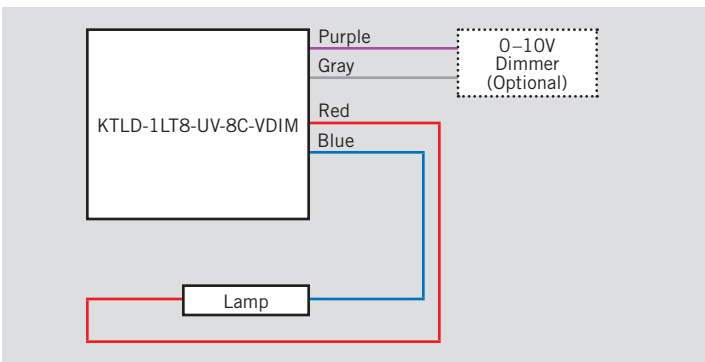 Purple
Gray
0–10V
Dimmer
(Optional)
KTLD-1LT8-UV-8C-VDIM
Red
Blue
Lamp